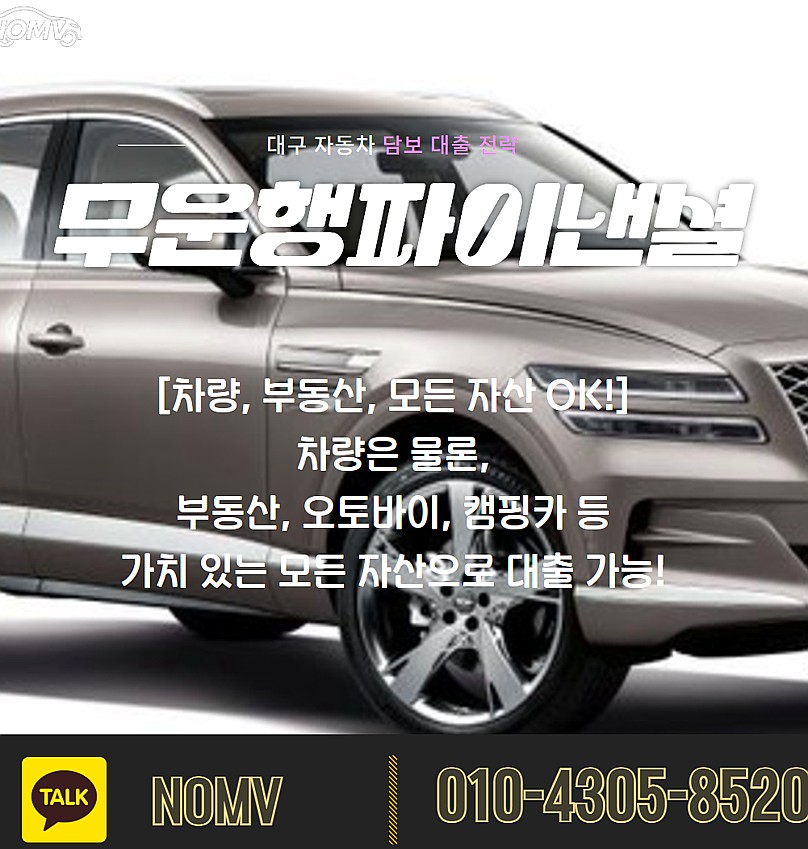 NOMV
대구 자동차 담보 대출 전략
무운행파이낸셜
[차량, 부동산, 모든 자산 OK!]
차량은 물론,
부동산, 오토바이, 캠핑카 등
가치 있는 모든 자산으로 대출 가능!
TALK NOMV 010-4305-8520